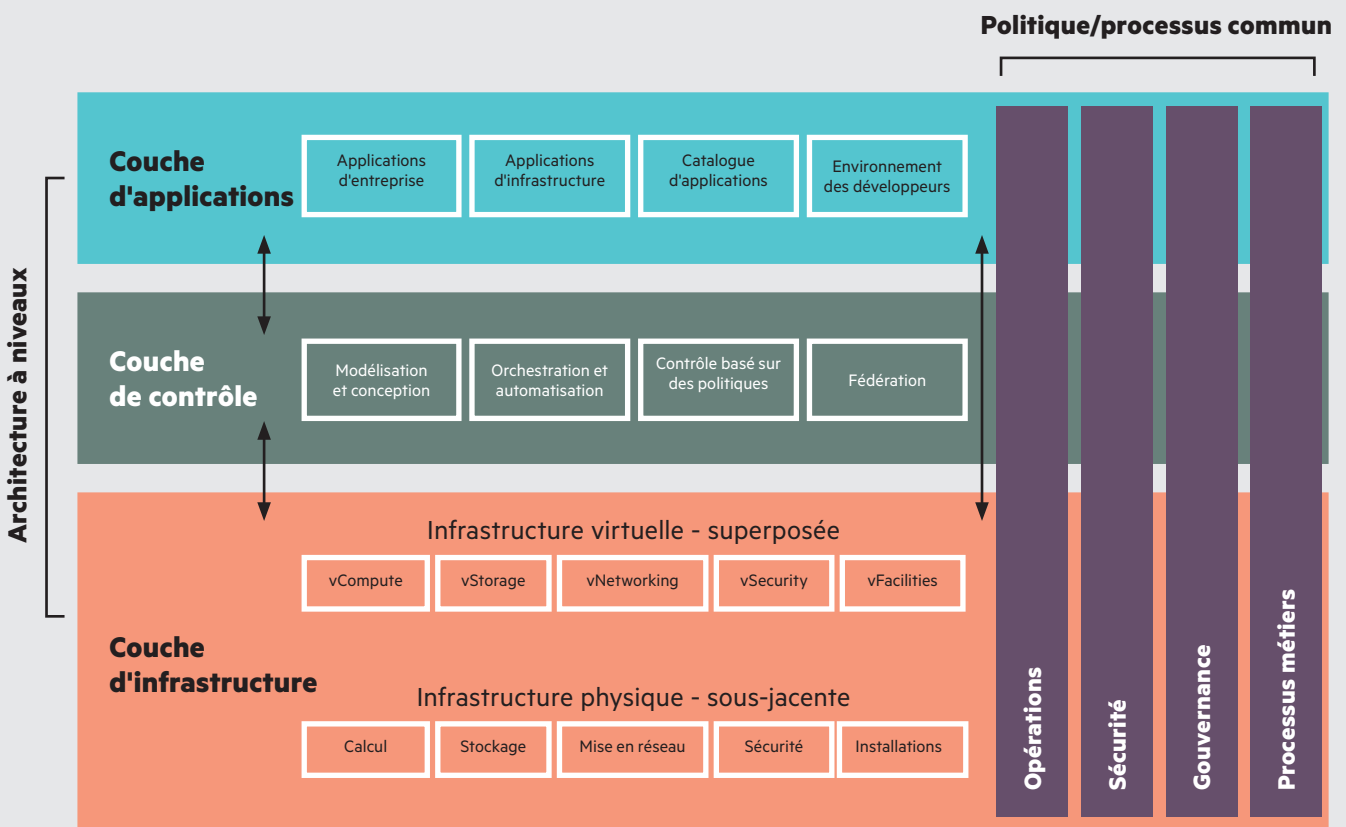 Politique/processus commun
Architecture à niveaux
Couche
d'applications
Applications
d'entreprise
Applications
d'infrastructure
Catalogue
d'applications
Environnement
des développeurs
Couche
de contrôle
Modélisation
et conception
Orchestration et
automatisation
Contrôle basé sur
des politiques
Fédération
Couche
d'infrastructure
Infrastructure virtuelle - superposée
vCompute
vStorage
vNetworking
vSecurity
vFacilities
Infrastructure physique - sous-jacente
Calcul
Stockage
Mise en réseau
Sécurité
Installations
Opérations
Sécurité
Gouvernance
Processus métiers